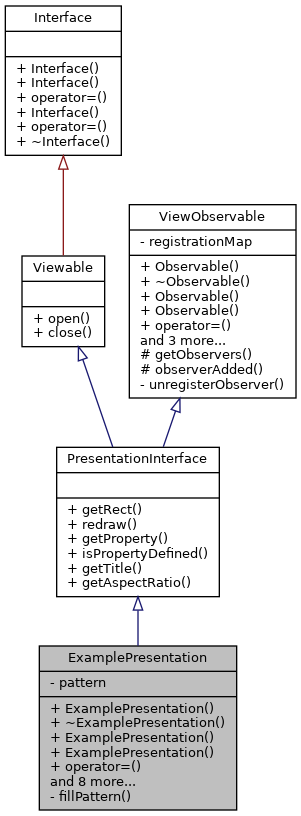 Interface
+ Interface()
+ Interface()
+ operator=()
+ Interface()
+ operator=()
+ ~Interface()
ViewObservable
- registrationMap
+ Observable()
+ ~Observable()
+ Observable()
+ Observable()
+ operator=()
and 3 more...
# getObservers()
# observerAdded()
- unregisterObserver()
Viewable
+ open()
+ close()
PresentationInterface
+ getRect()
+ redraw()
+ getProperty()
+ isPropertyDefined()
+ getTitle()
+ getAspectRatio()
ExamplePresentation
- pattern
+ ExamplePresentation()
+ ~ExamplePresentation()
+ ExamplePresentation()
+ ExamplePresentation()
+ operator=()
and 8 more...
- fillPattern()